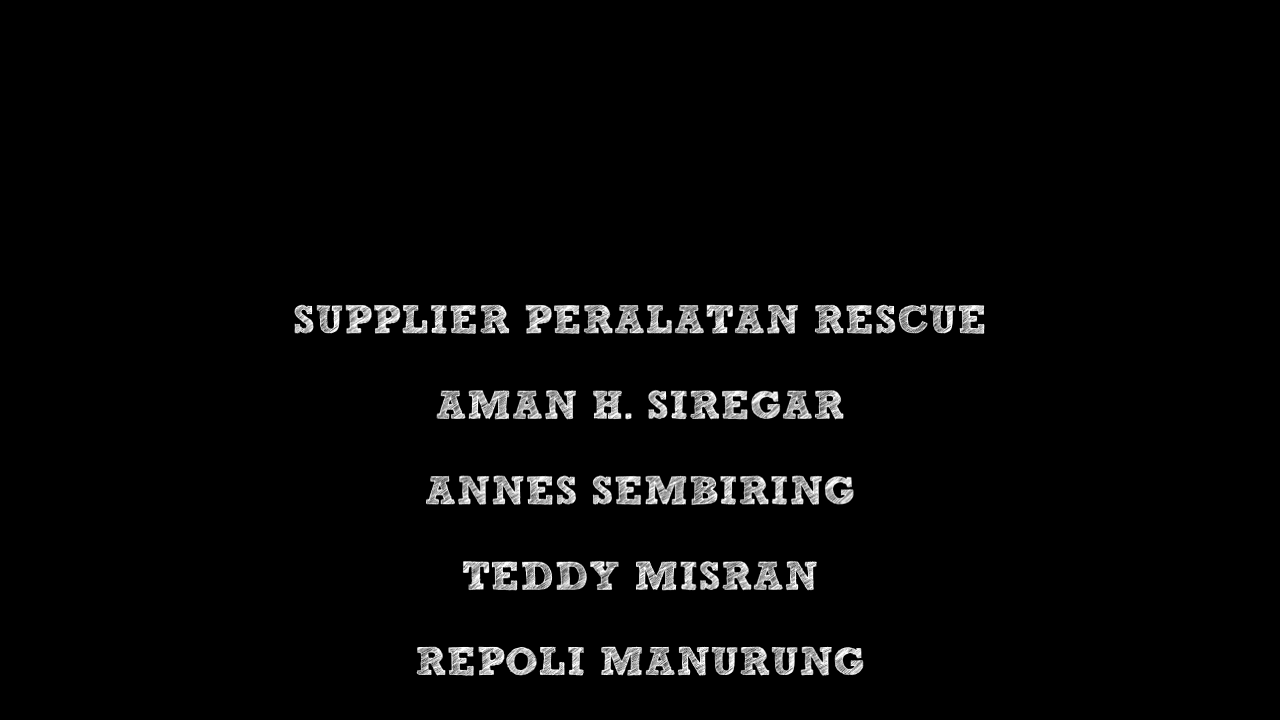 SUPPLIER PERALATAN RESCUE
AMAN H. SIREGAR
ANNES SEMBIRING
TEDDY MISRAN
REPOLI MANURUNG